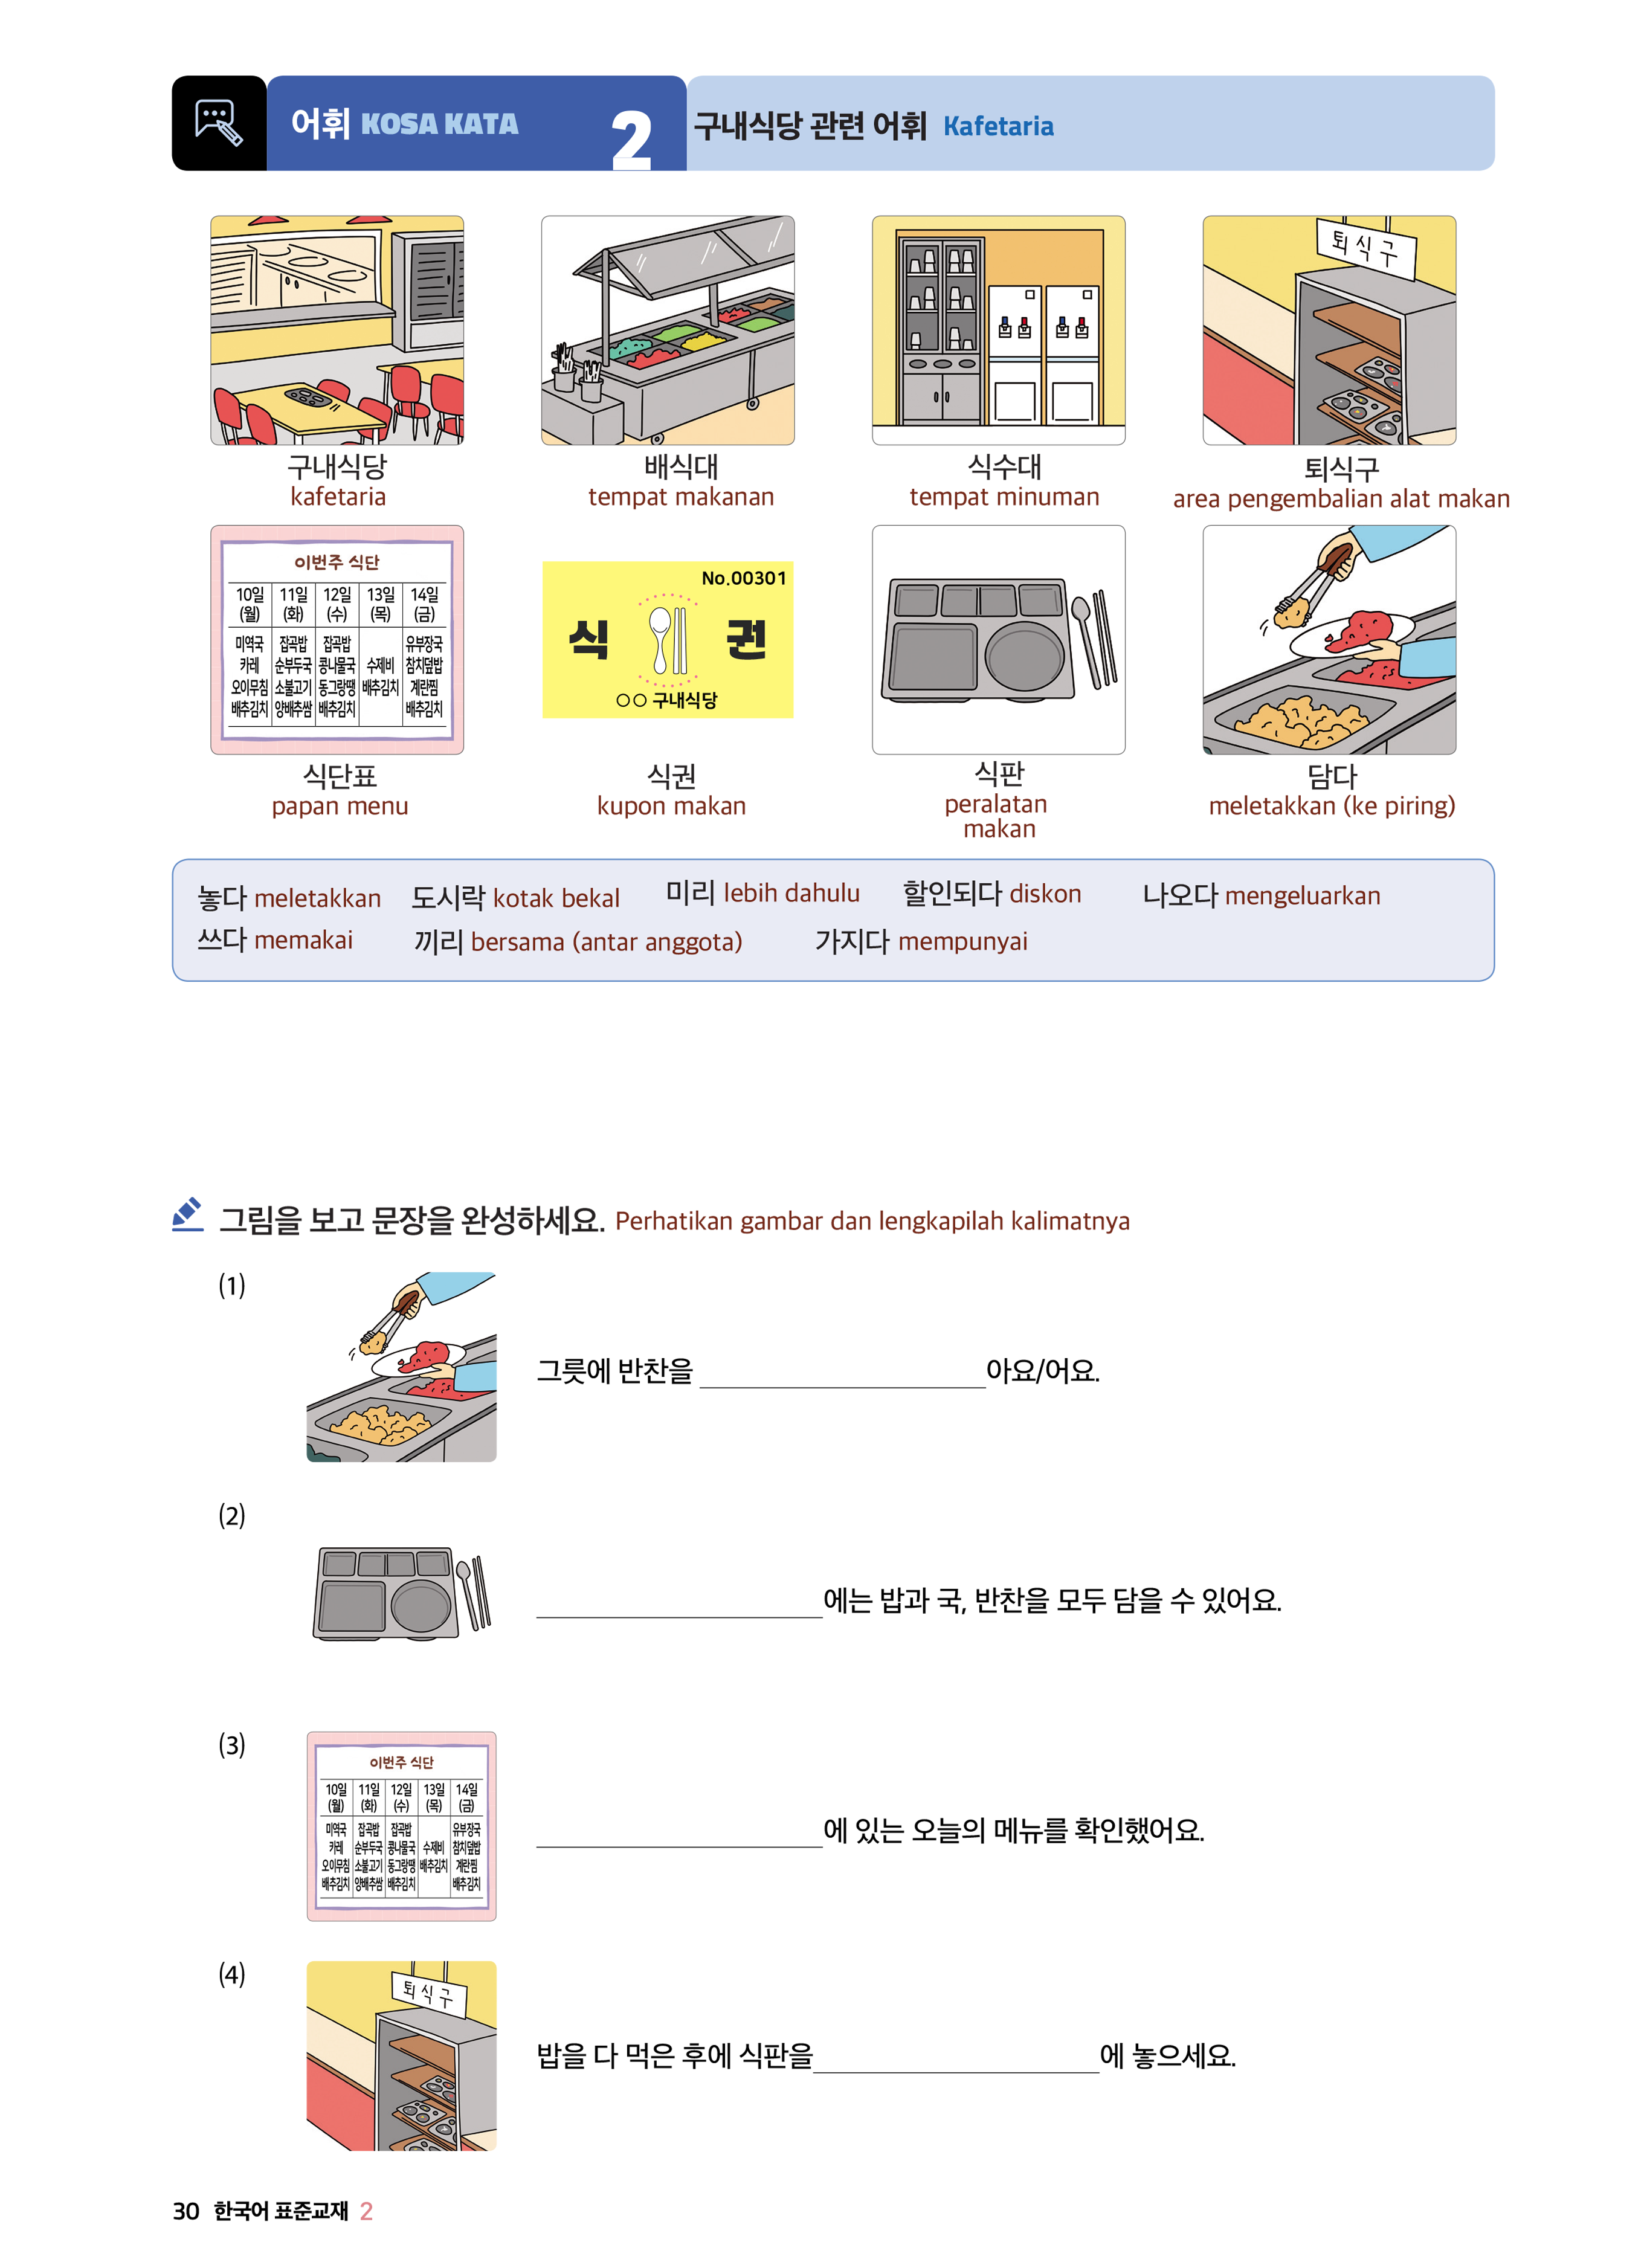 어휘 KOSA KATA 2 구내식당 관련 어휘 Kafetaria
퇴식구
구내식당
kafetaria
배식대
tempat makanan
식수대
tempat minuman
퇴식구
area pengembalian alat makan
이번주 식단
10일 11일 12일 13일 14일
(월) (화) (수) (목) (금)
미역국 잡곡밥 잡곡밥 유부장국
카레 순부두국 콩나물국 수제비 참치덮밥
오이무침 소불고기 동그랑땡 배추김치 계란찜
배추김치 양배추쌈 배추김치 배추김치
No.00301
식 권
○○ 구내식당
식단표
papan menu
식권
kupon makan
식판
peralatan
makan
담다
meletakkan (ke piring)
놓다 meletakkan 도시락 kotak bekal 미리 lebih dahulu 할인되다 diskon 나오다 mengeluarkan
쓰다 memakai 끼리 bersama (antar anggota) 가지다 mempunyai
그림을 보고 문장을 완성하세요. Perhatikan gambar dan lengkapilah kalimatnya
(1)
그릇에 반찬을 ____________ 아요/어요.
(2)
____________에는 밥과 국, 반찬을 모두 담을 수 있어요.
(3)
이번주 식단
10일 11일 12일 13일 14일
(월) (화) (수) (목) (금)
미역국 잡곡밥 잡곡밥 유부장국
카레 순부두국 콩나물국 수제비 참치덮밥
오이무침 소불고기 동그랑땡 배추김치 계란찜
배추김치 양배추쌈 배추김치 배추김치
____________에 있는 오늘의 메뉴를 확인했어요.
(4)
퇴식구
밥을 다 먹은 후에 식판을____________에 놓으세요.
30 한국어 표준교재 2